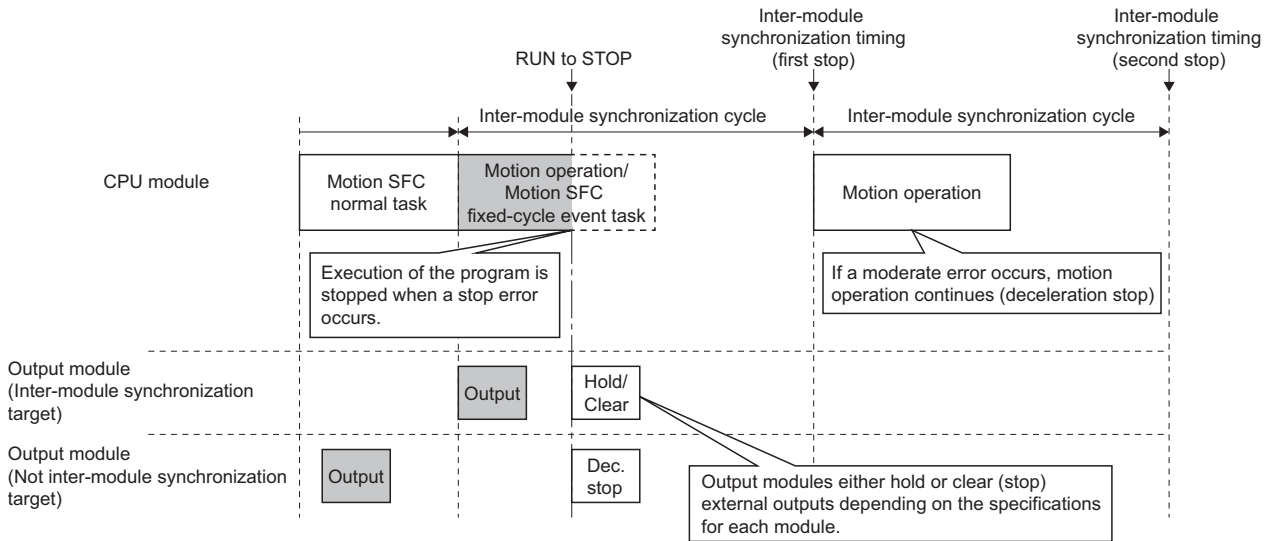 Inter-module
synchronization timing
(first stop)
Inter-module
synchronization timing
(second stop)
RUN to STOP
Inter-module synchronization cycle
Inter-module synchronization cycle
CPU module
Motion SFC
normal task
Motion operation/
Motion SFC
fixed-cycle event task
Motion operation
Execution of the program is
stopped when a stop error
occurs.
If a moderate error occurs, motion
operation continues (deceleration stop)
Output module
(Inter-module synchronization
target)
Output
Hold/
Clear
Output module
(Not inter-module synchronization
target)
Output
Dec.
stop
Output modules either hold or clear (stop)
external outputs depending on the specifications
for each module.